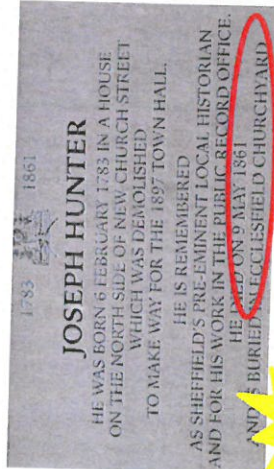 1783 1861
JOSEPH HUNTER
HE WAS BORN 6 FEBRUARY 1783 IN A HOUSE
ON THE NORTH SIDE OF NEW CHURCH STREET
WHICH WAS DEMOLISHED
TO MAKE WAY FOR THE 1897 TOWN HALL.
HE IS REMEMBERED
AS SHEFFIELD'S PRE-EMINENT LOCAL HISTORIAN
AND FOR HIS WORK IN THE PUBLIC RECORD OFFICE.
HE DIED ON 9 MAY 1861
AND IS BURIED ECCLESFIELD CHURCHYARD